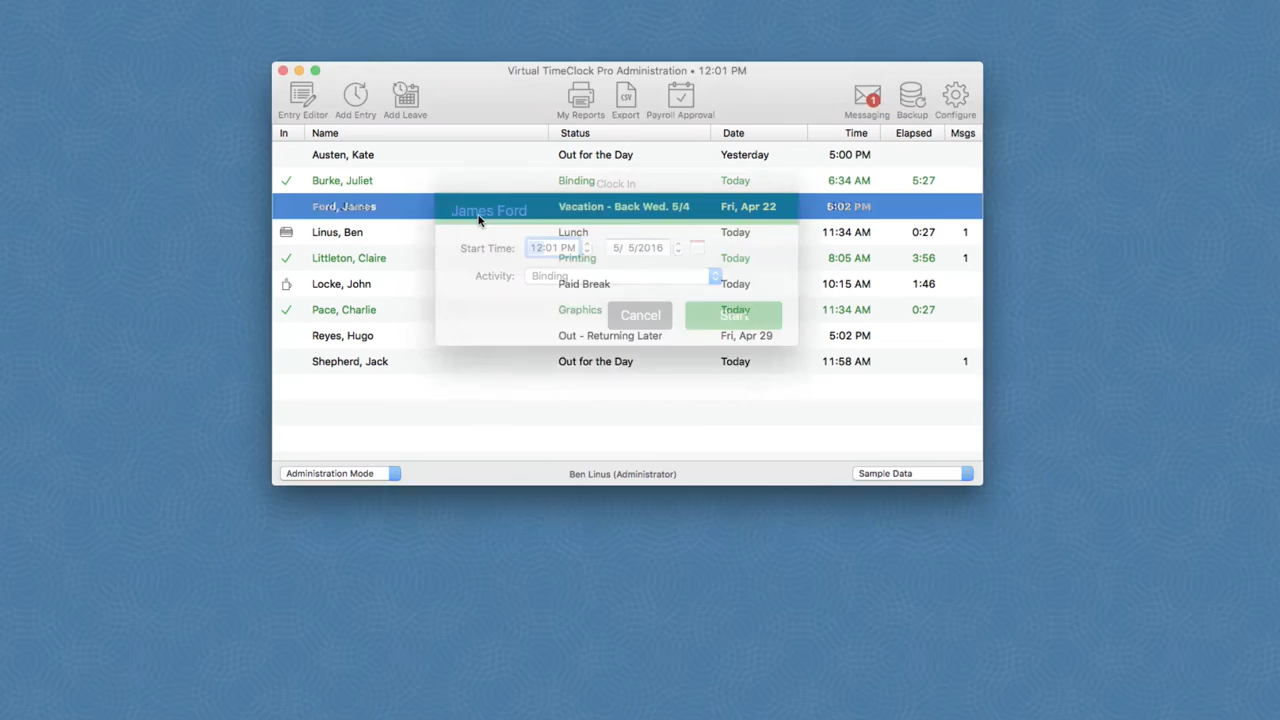 Virtual TimeClock Pro Administration • 12:01 PM
Entry Editor Add Entry Add Leave My Reports CSV Export Payroll Approval 1 Messaging Backup Configure
In Name Status Date Time Elapsed Msgs
Austen, Kate Out for the Day Yesterday 5:00 PM
Burke, Juliet Binding Today 6:34 AM 5:27
Clock In
Ford, James Vacation - Back Wed. 5/4 Fri, Apr 22 5:02 PM
James Ford
Linus, Ben Lunch Today 11:34 AM 0:27 1
Start Time: 12:01 PM 5/ 5/2016
Littleton, Claire Printing Today 8:05 AM 3:56 1
Activity: Binding
Locke, John Paid Break Today 10:15 AM 1:46
Pace, Charlie Graphics Today 11:34 AM 0:27
Cancel Start
Reyes, Hugo Out - Returning Later Fri, Apr 29 5:02 PM
Shepherd, Jack Out for the Day Today 11:58 AM 1
Administration Mode Ben Linus (Administrator) Sample Data